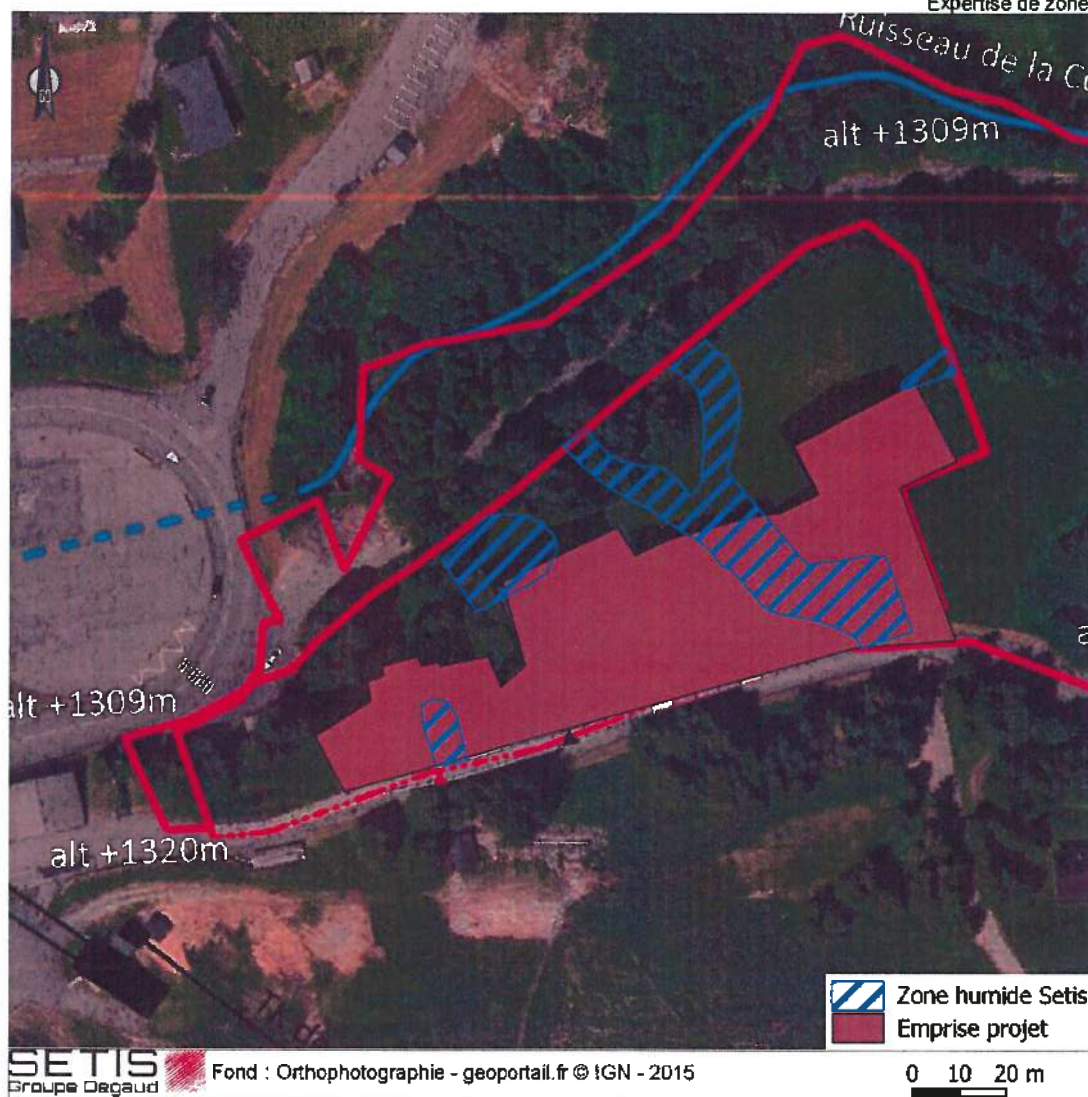 Expertise de zone
Ruisseau de la
alt +1309m
alt +1309m
alt +1320m
Zone humide Setis
Emprise projet
SETIS
Groupe Degaud
Fond : Orthophotographie - geoportail.fr © IGN - 2015
0 10 20 m